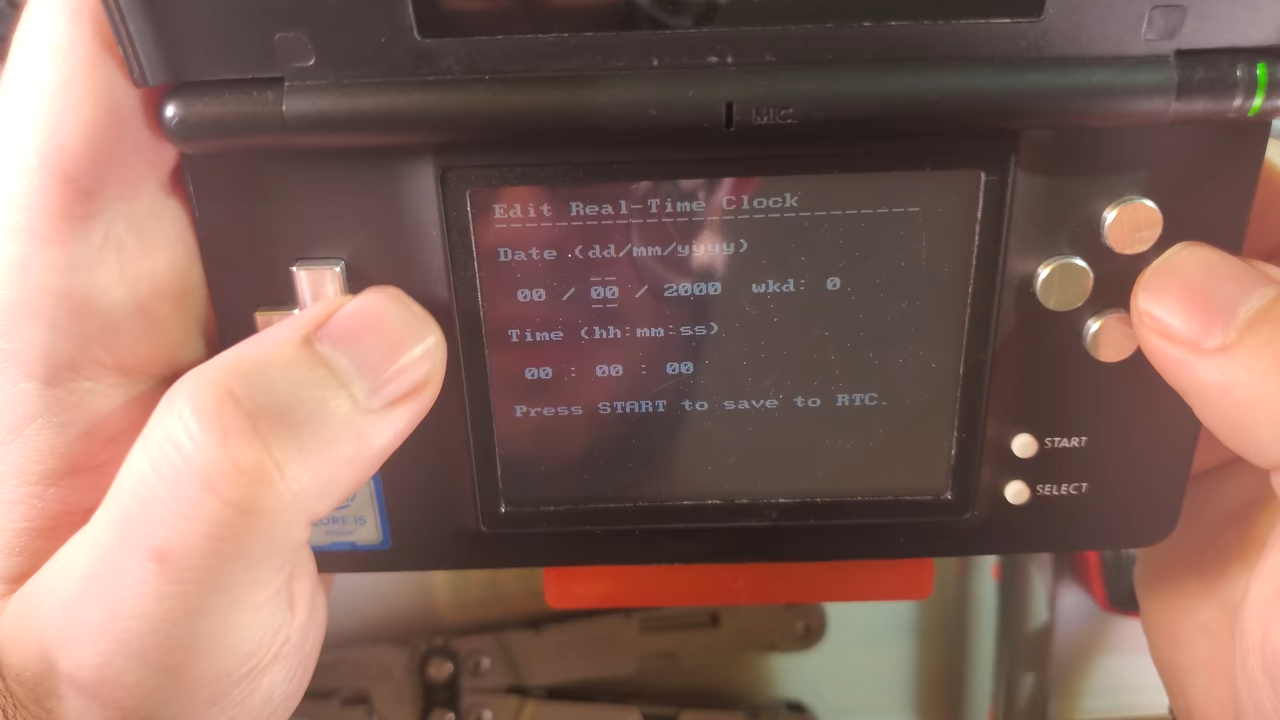 MIC.
Edit Real-Time Clock
Date (dd/mm/yyyy)
00 / 00 / 2000 wkd: 0
Time (hh:mm:ss)
00 : 00 : 00
Press START to save to RTC.
START
SELECT
CORE i5